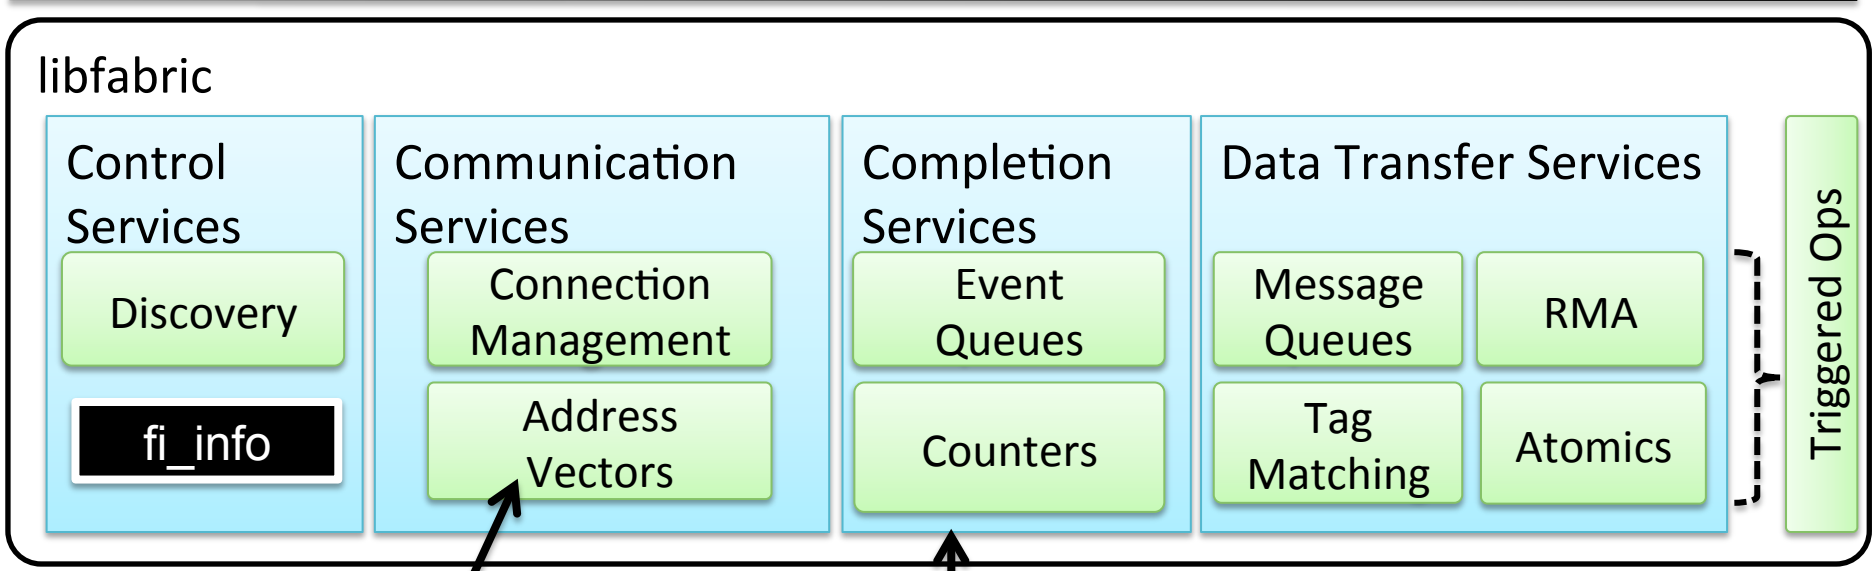 libfabric
Control
Services
Discovery
fi_info
Communication
Services
Connection
Management
Address
Vectors
Completion
Services
Event
Queues
Counters
Data Transfer Services
Message
Queues
RMA
Tag
Matching
Atomics
Triggered Ops